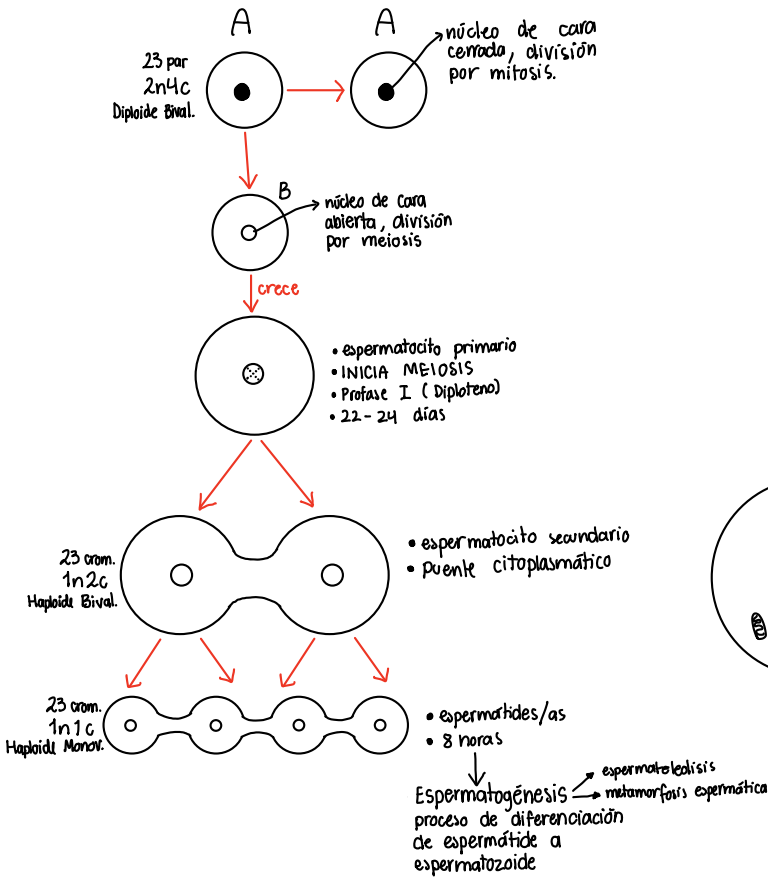 A
A
23 par
2n4c
Diploide Bival.
núcleo de cara
cerrada, división
por mitosis.
B
núcleo de cara
abierta, división
por meiosis
crece
• espermatocito primario
• INICIA MEIOSIS
• Profase I (Diploteno)
• 22-24 días
23 crom.
1n2c
Haploide Bival.
• espermatocito secundario
• Puente citoplasmático
23 crom.
1n1c
Haploide Monov.
• espermátides/as
• 8 horas
Espermatogénesis
espermateleolisis
metamorfosis espermática
proceso de diferenciación
de espermátide a
espermatozoide